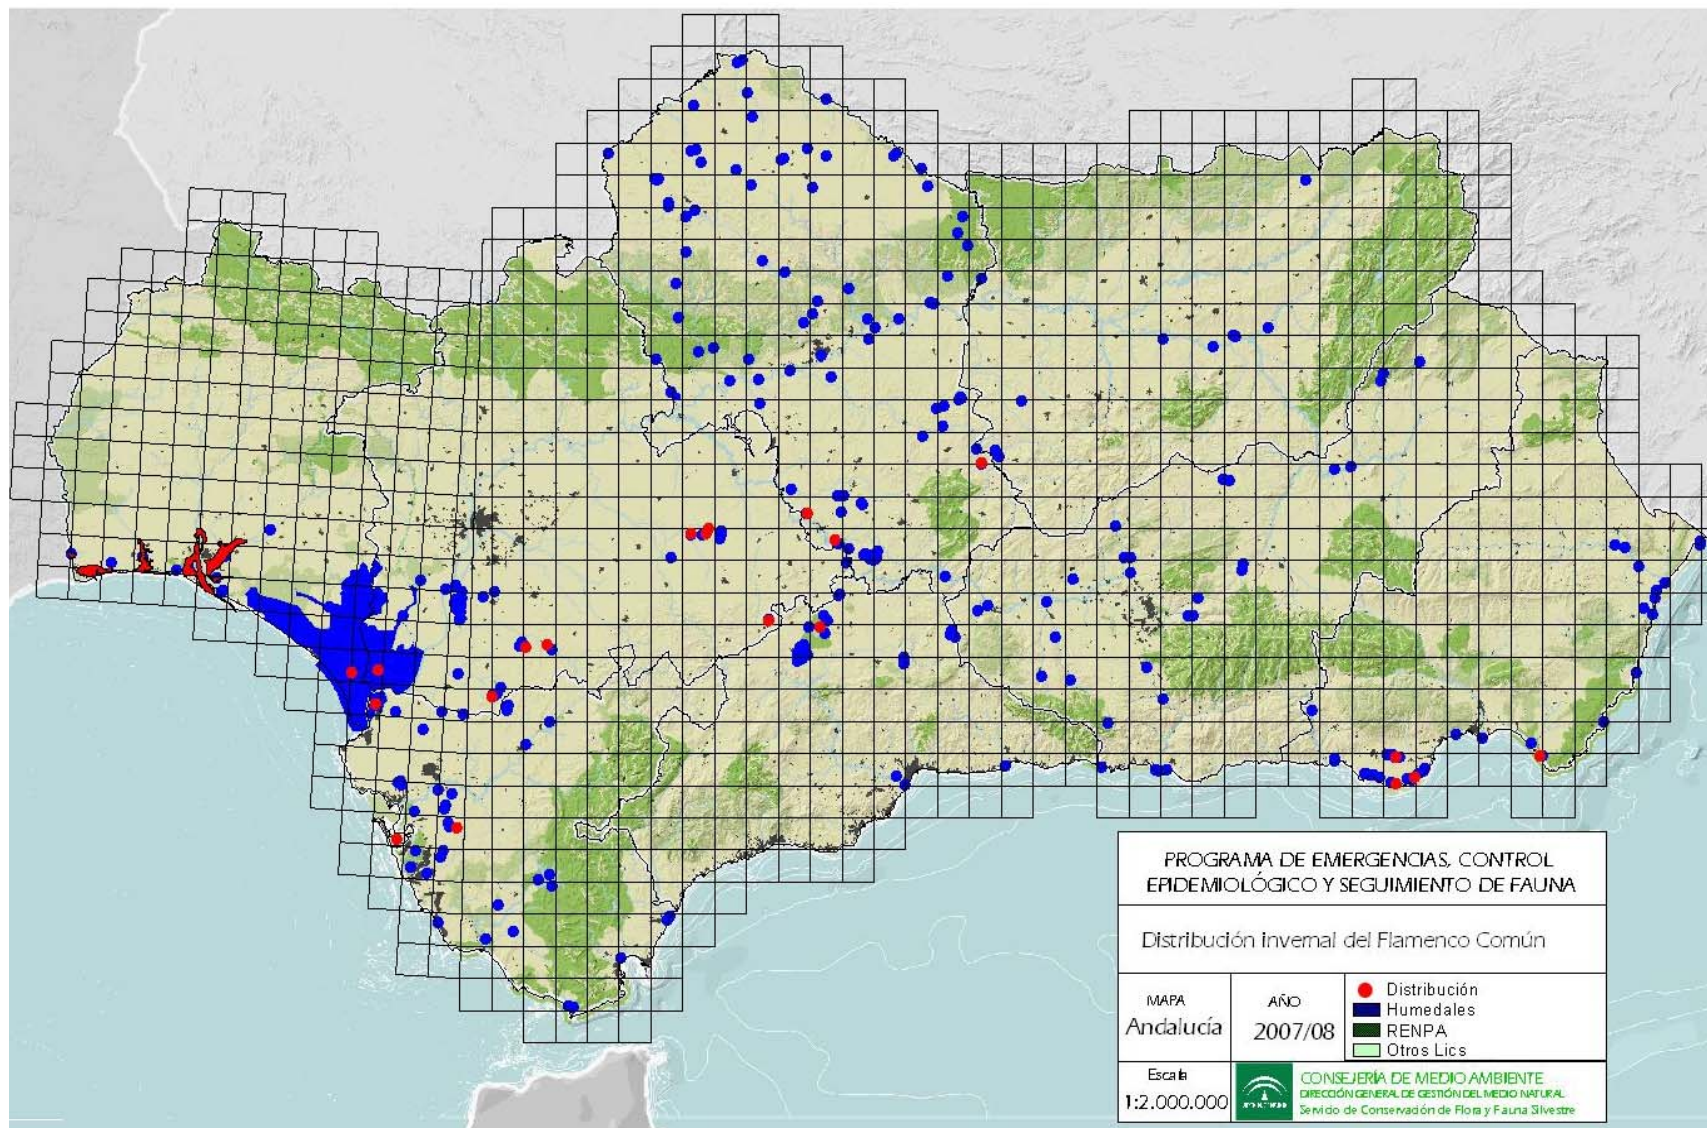 PROGRAMA DE EMERGENCIAS, CONTROL
EPIDEMIOLÓGICO Y SEGUIMIENTO DE FAUNA
Distribución invernal del Flamenco Común
MAPA
Andalucía
AÑO
2007/08
Distribución
Humedales
RENPA
Otros Lics
Escala
1:2.000.000
CONSEJERÍA DE MEDIO AMBIENTE
DIRECCIÓN GENERAL DE GESTIÓN DEL MEDIO NATURAL
Servicio de Conservación de Flora y Fauna Silvestre